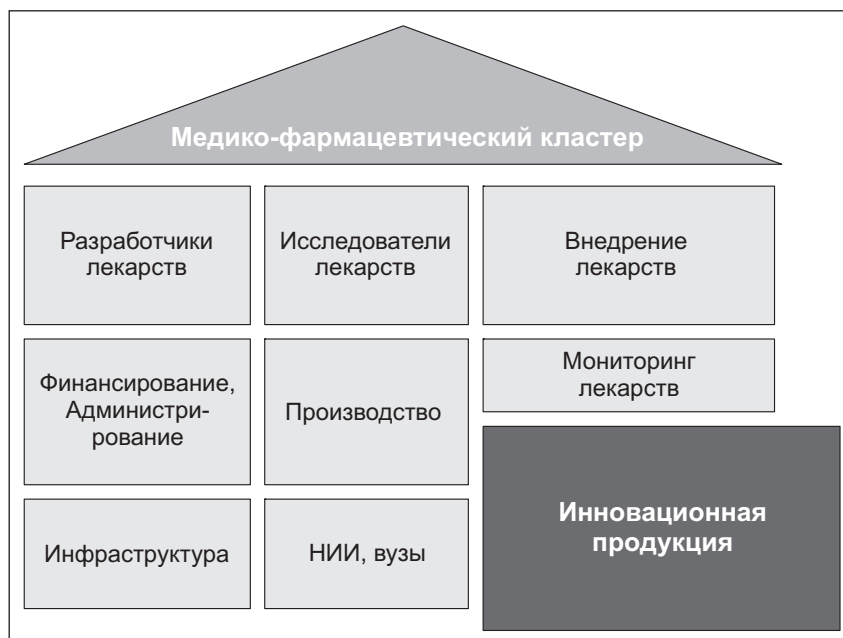 Медико-фармацевтический кластер
Разработчики
лекарств
Исследователи
лекарств
Внедрение
лекарств
Финансирование,
Администри-
рование
Производство
Мониторинг
лекарств
Инфраструктура
НИИ, вузы
Инновационная
продукция